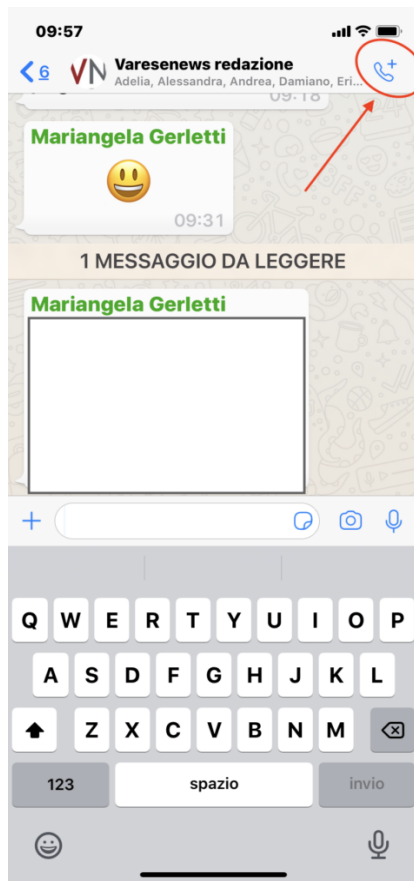 09:57
6
VN
Varesenews redazione
Adelia, Alessandra, Andrea, Damiano, Eri...
09:18
Mariangela Gerletti
09:31
1 MESSAGGIO DA LEGGERE
Mariangela Gerletti
Q W E R T Y U I O P
A S D F G H J K L
Z X C V B N M
123 spazio invio